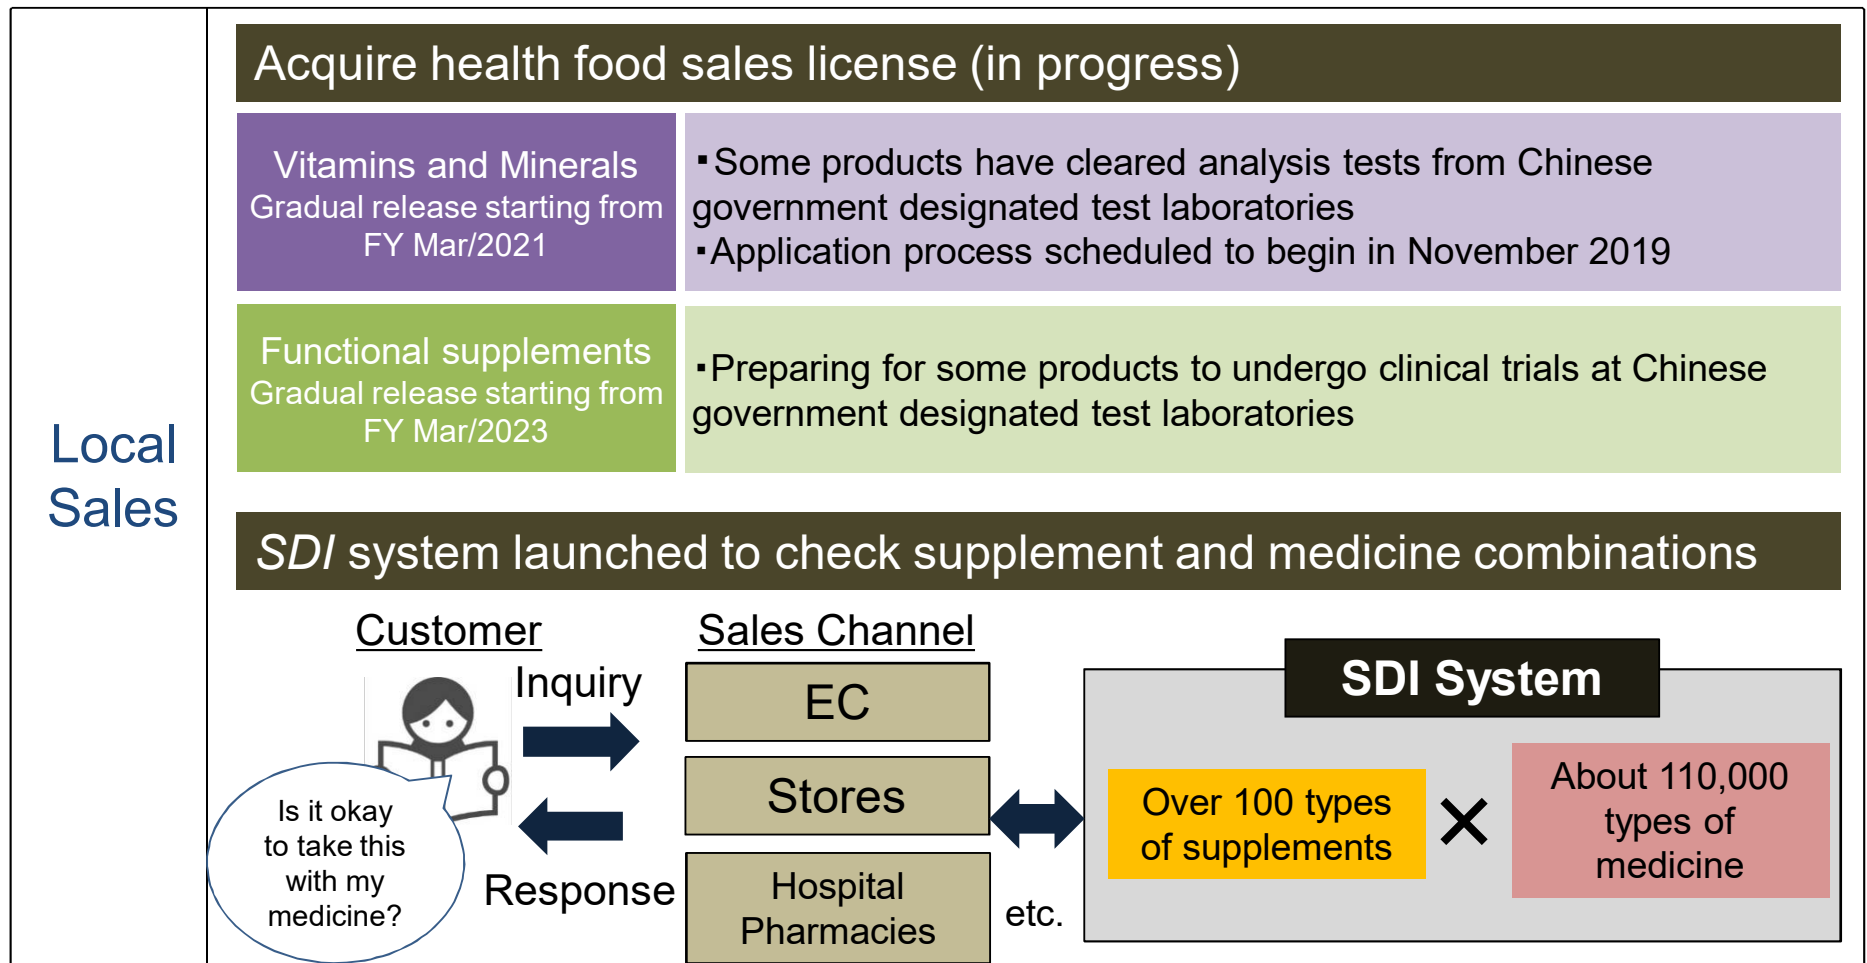 Local
Sales
Acquire health food sales license (in progress)
Vitamins and Minerals
Gradual release starting from
FY Mar/2021
▪Some products have cleared analysis tests from Chinese
government designated test laboratories
▪Application process scheduled to begin in November 2019
Functional supplements
Gradual release starting from
FY Mar/2023
▪Preparing for some products to undergo clinical trials at Chinese
government designated test laboratories
SDI system launched to check supplement and medicine combinations
Customer
Inquiry
Is it okay
to take this
with my
medicine?
Response
Sales Channel
EC
Stores
Hospital
Pharmacies
etc.
SDI System
Over 100 types
of supplements
×
About 110,000
types of
medicine